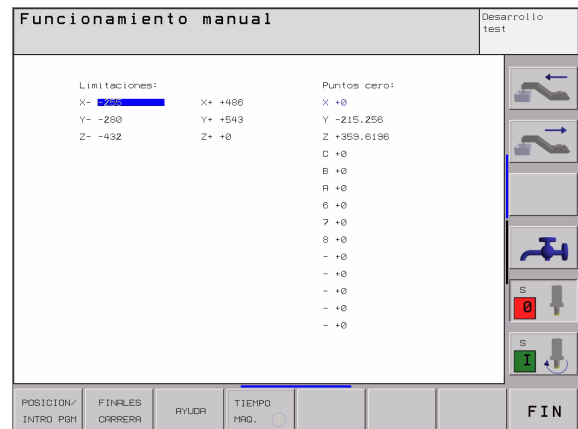 Funcionamiento manual
Desarrollo
test
Limitaciones:
X- -255 X+ +486
Y- -280 Y+ +543
Z- -432 Z+ +0
Puntos cero:
X +0
Y -215.256
Z +359.6196
C +0
B +0
A +0
6 +0
7 +0
8 +0
- +0
- +0
- +0
- +0
- +0
S
0
S
I
POSICION/
INTRO PGM
FINALES
CARRERA
AYUDA
TIEMPO
MAQ.
FIN